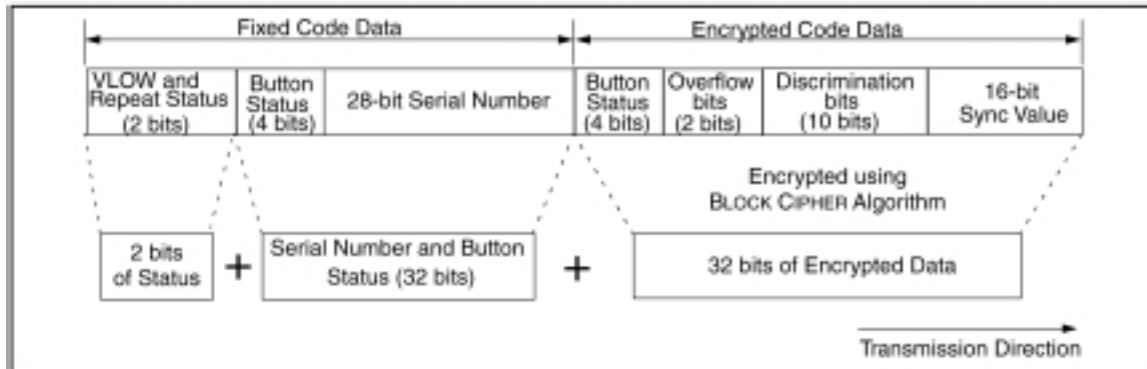 Fixed Code Data
Encrypted Code Data
VLOW and
Repeat Status
(2 bits)
Button
Status
(4 bits)
28-bit Serial Number
Button
Status
(4 bits)
Overflow
bits
(2 bits)
Discrimination
bits
(10 bits)
16-bit
Sync Value
Encrypted using
BLOCK CIPHER Algorithm
2 bits
of Status
+
Serial Number and Button
Status (32 bits)
+
32 bits of Encrypted Data
Transmission Direction